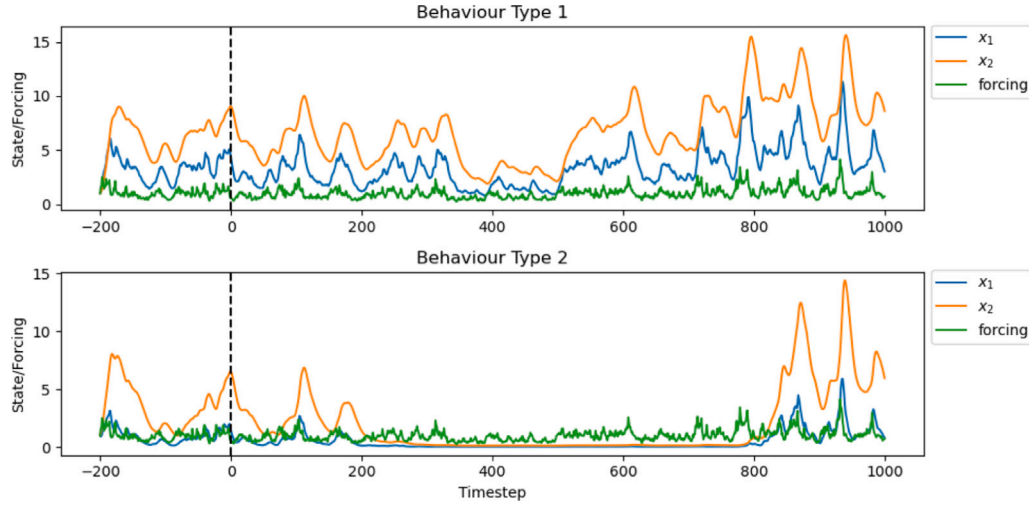 Behaviour Type 1
State/Forcing
15
10
5
0
−200
0
200
400
600
800
1000
x₁
x₂
forcing
Behaviour Type 2
State/Forcing
15
10
5
0
−200
0
200
400
600
800
1000
Timestep
x₁
x₂
forcing